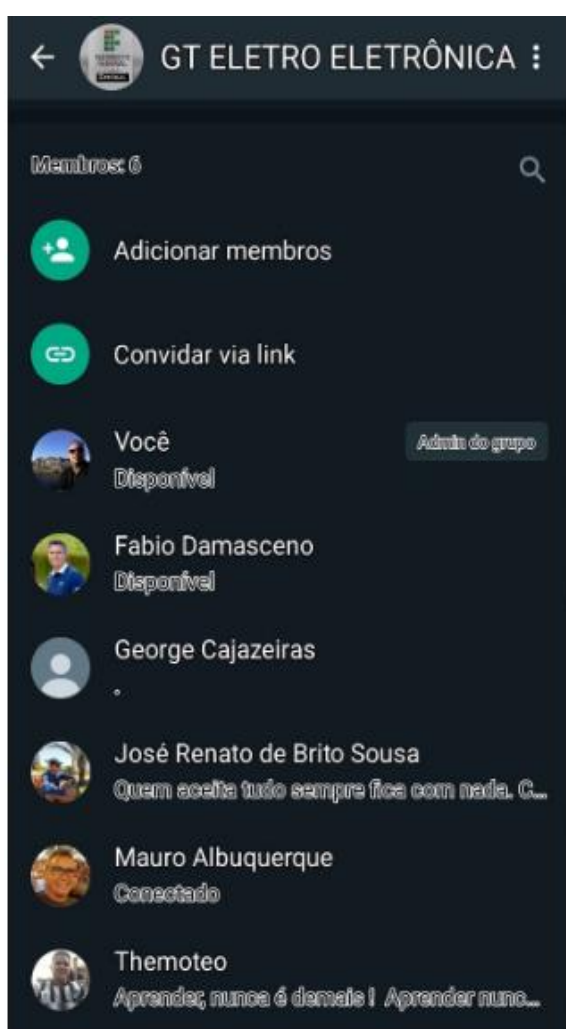 GT ELETRO ELETRÔNICA
Membros: 6
Adicionar membros
Convidar via link
Você
Admin do grupo
Disponível
Fabio Damasceno
Disponível
George Cajazeiras
.
José Renato de Brito Sousa
Quem aceita tudo sempre fica com nada. C...
Mauro Albuquerque
Conectado
Themoteo
Aprender, nunca é demais ! Aprender nunc...